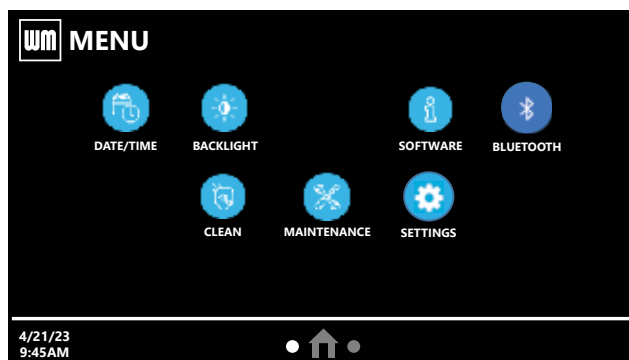 wm MENU
DATE/TIME BACKLIGHT SOFTWARE BLUETOOTH
CLEAN MAINTENANCE SETTINGS
4/21/23
9:45AM